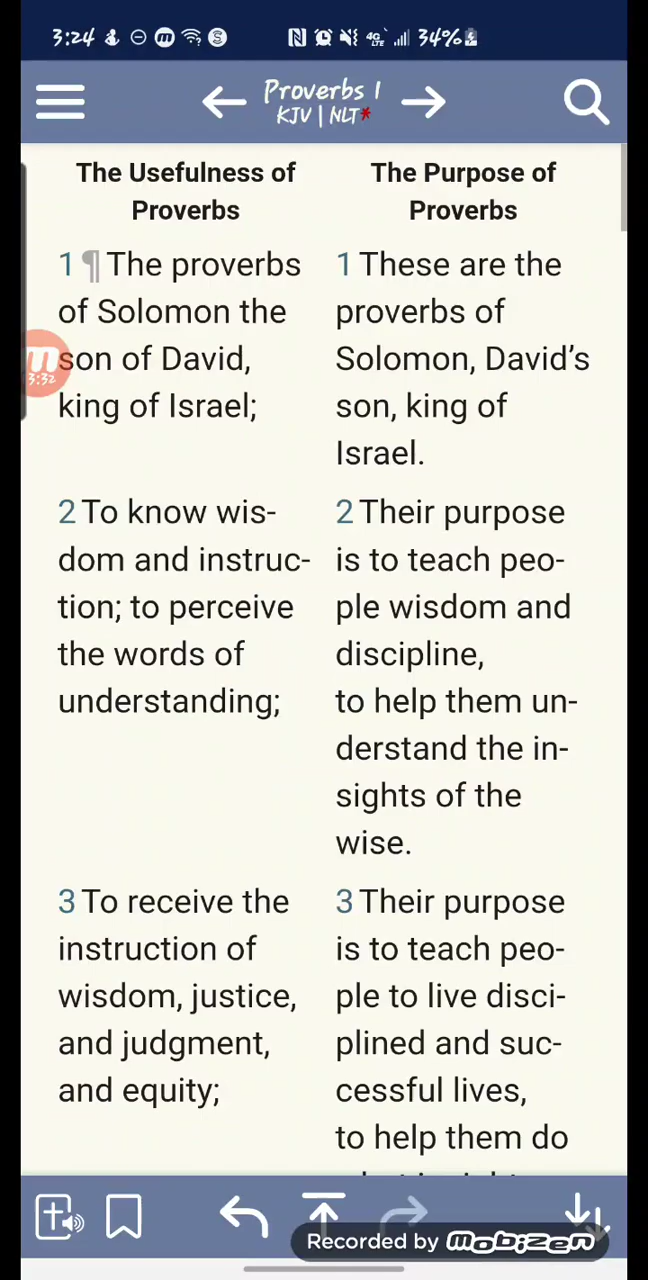 3:24
4G LTE
34%
Proverbs 1
KJV | NLT*
The Usefulness of
Proverbs
1 ¶ The proverbs
of Solomon the
son of David,
king of Israel;
2 To know wis-
dom and instruc-
tion; to perceive
the words of
understanding;
3 To receive the
instruction of
wisdom, justice,
and judgment,
and equity;
The Purpose of
Proverbs
1 These are the
proverbs of
Solomon, David's
son, king of
Israel.
2 Their purpose
is to teach peo-
ple wisdom and
discipline,
to help them un-
derstand the in-
sights of the
wise.
3 Their purpose
is to teach peo-
ple to live disci-
plined and suc-
cessful lives,
to help them do
m
3:32
Recorded by mobizen